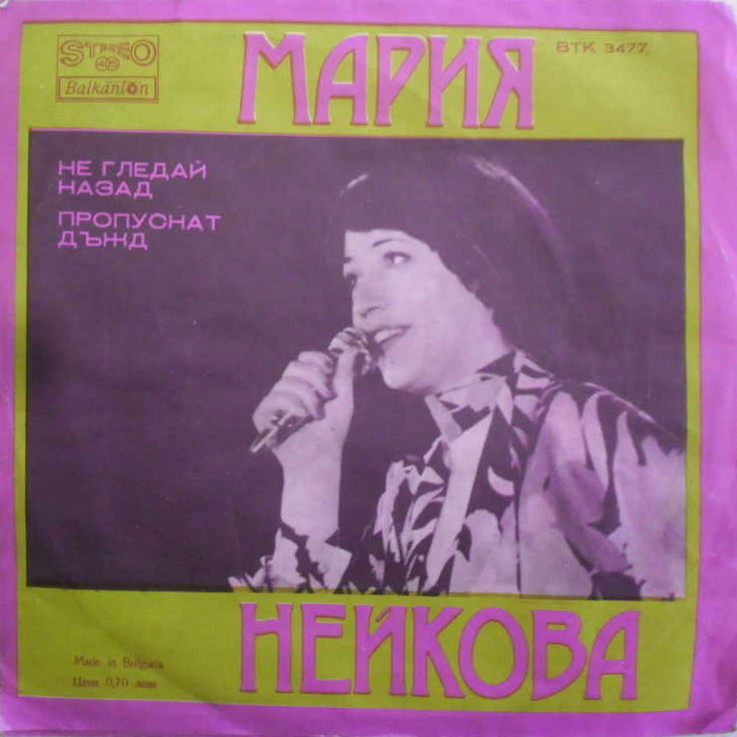 STEREO
Balkanton
МАРИЯ
ВТК 3477
НЕ ГЛЕДАЙ
НАЗАД
ПРОПУСНАТ
ДЪЖД
НЕЙКОВА
Made in Bulgaria
Цена 0,70 лева